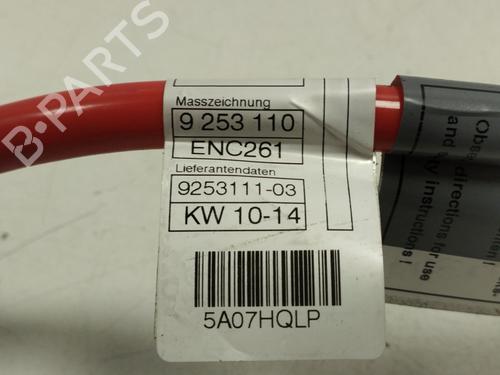 B-PARTS
Masszeichnung
9 253 110
ENC261
Lieferantendaten
9253111-03
KW 10-14
5A07HQLP
directions for use
and
instructions !